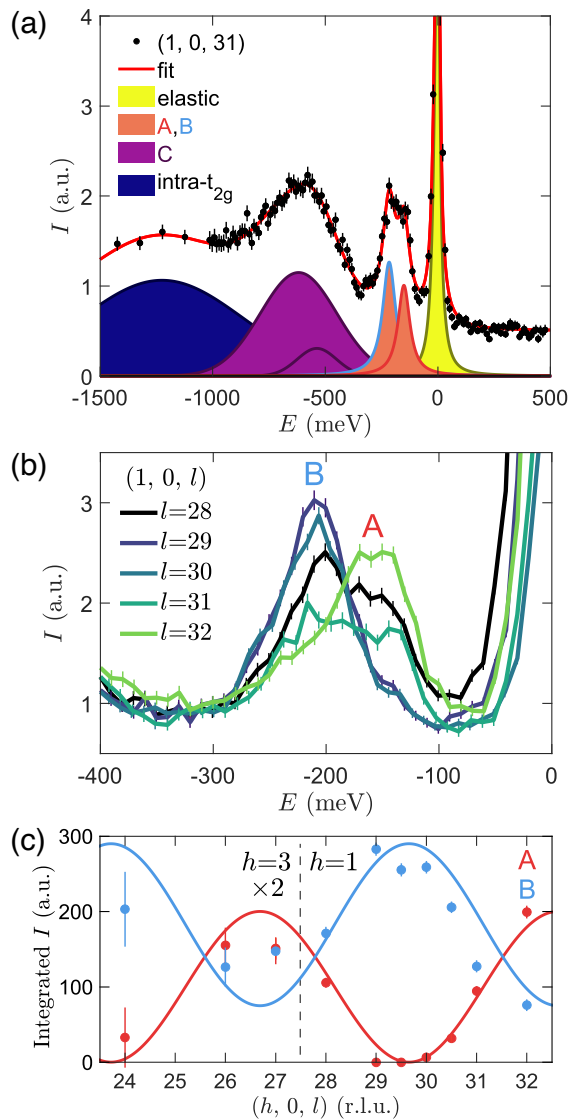 (a)
4
3
2
1
0
I (a.u.)
(1, 0, 31)
fit
elastic
A,B
C
intra-t2g
-1500 -1000 -500 0 500
E (meV)
(b)
3
2
1
I (a.u.)
(1, 0, l)
l=28
l=29
l=30
l=31
l=32
B
A
-400 -300 -200 -100 0
E (meV)
(c)
300
200
100
0
Integrated I (a.u.)
h=3 h=1
×2
A
B
24 25 26 27 28 29 30 31 32
(h, 0, l) (r.l.u.)